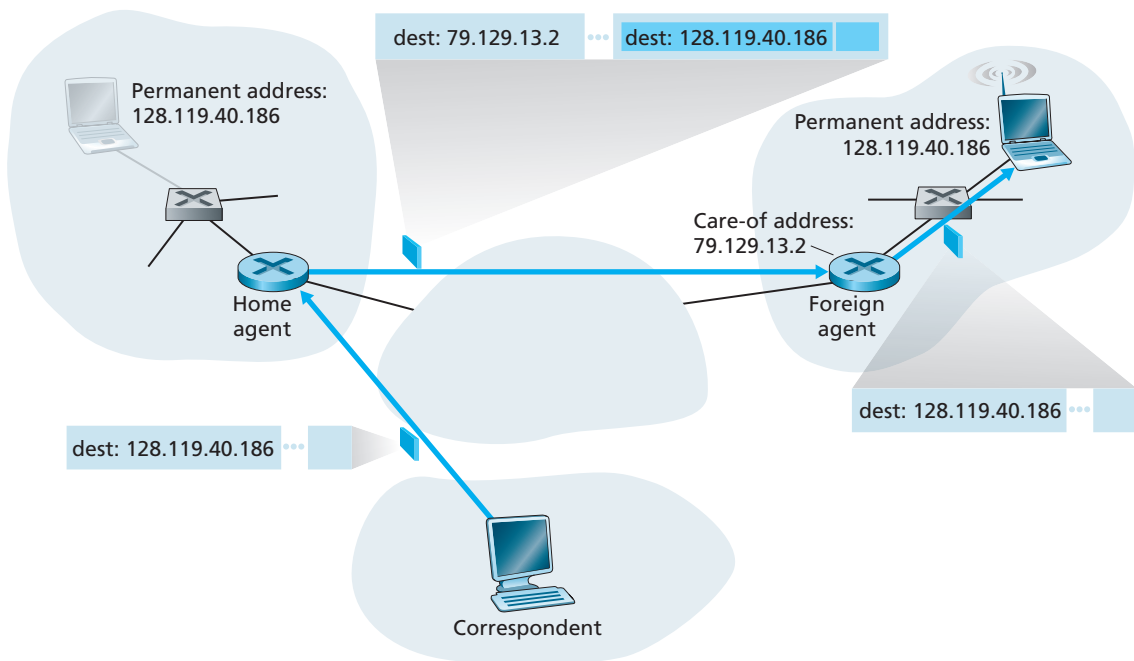 dest: 79.129.13.2
dest: 128.119.40.186
Permanent address:
128.119.40.186
Permanent address:
128.119.40.186
Care-of address:
79.129.13.2
Home
agent
Foreign
agent
dest: 128.119.40.186
dest: 128.119.40.186
Correspondent